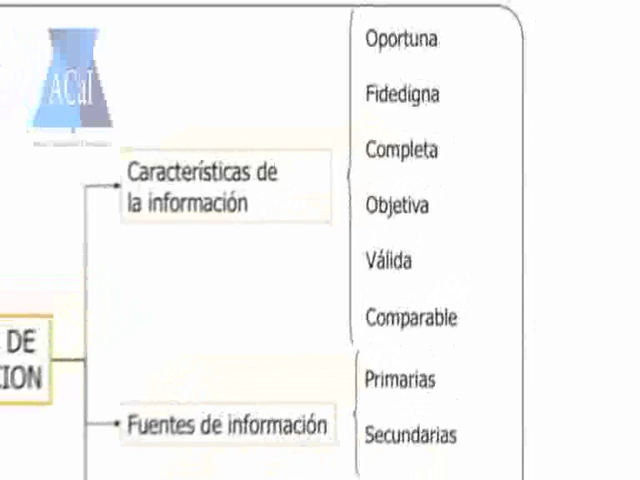 ACaI
Características de
la información
Oportuna
Fidedigna
Completa
Objetiva
Válida
Comparable
DE
CION
Fuentes de información
Primarias
Secundarias